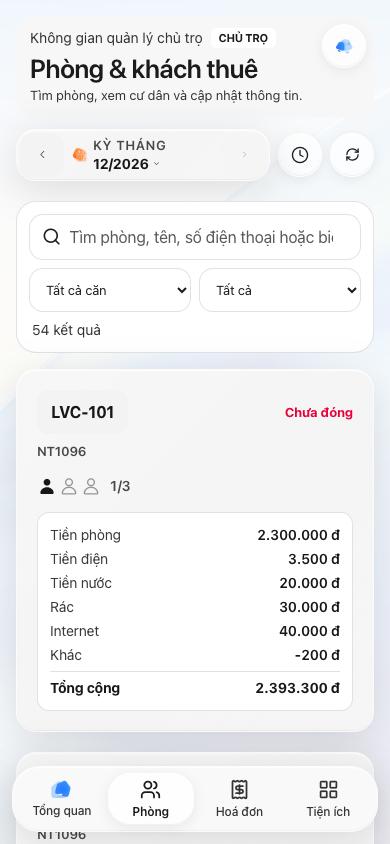 Không gian quản lý chủ trọ CHỦ TRỌ
Phòng & khách thuê
Tìm phòng, xem cư dân và cập nhật thông tin.
KỲ THÁNG
12/2026
Tìm phòng, tên, số điện thoại hoặc biể
Tất cả căn Tất cả
54 kết quả
LVC-101 Chưa đóng
NT1096
1/3
Tiền phòng 2.300.000 đ
Tiền điện 3.500 đ
Tiền nước 20.000 đ
Rác 30.000 đ
Internet 40.000 đ
Khác -200 đ
Tổng cộng 2.393.300 đ
Tổng quan Phòng Hoá đơn Tiện ích
NT1096